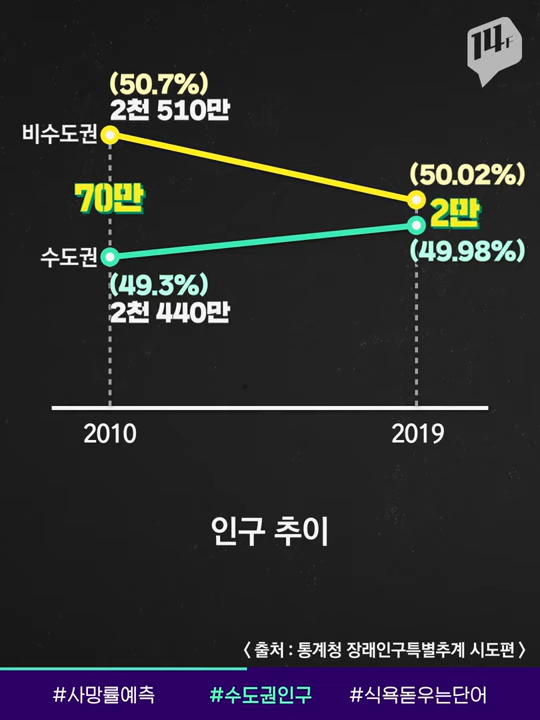 14F
(50.7%)
2천 510만
비수도권
(50.02%)
70만
2만
수도권
(49.98%)
(49.3%)
2천 440만
2010
2019
인구 추이
< 출처 : 통계청 장래인구특별추계 시도편 >
#사망률예측
#수도권인구
#식욕돋우는단어